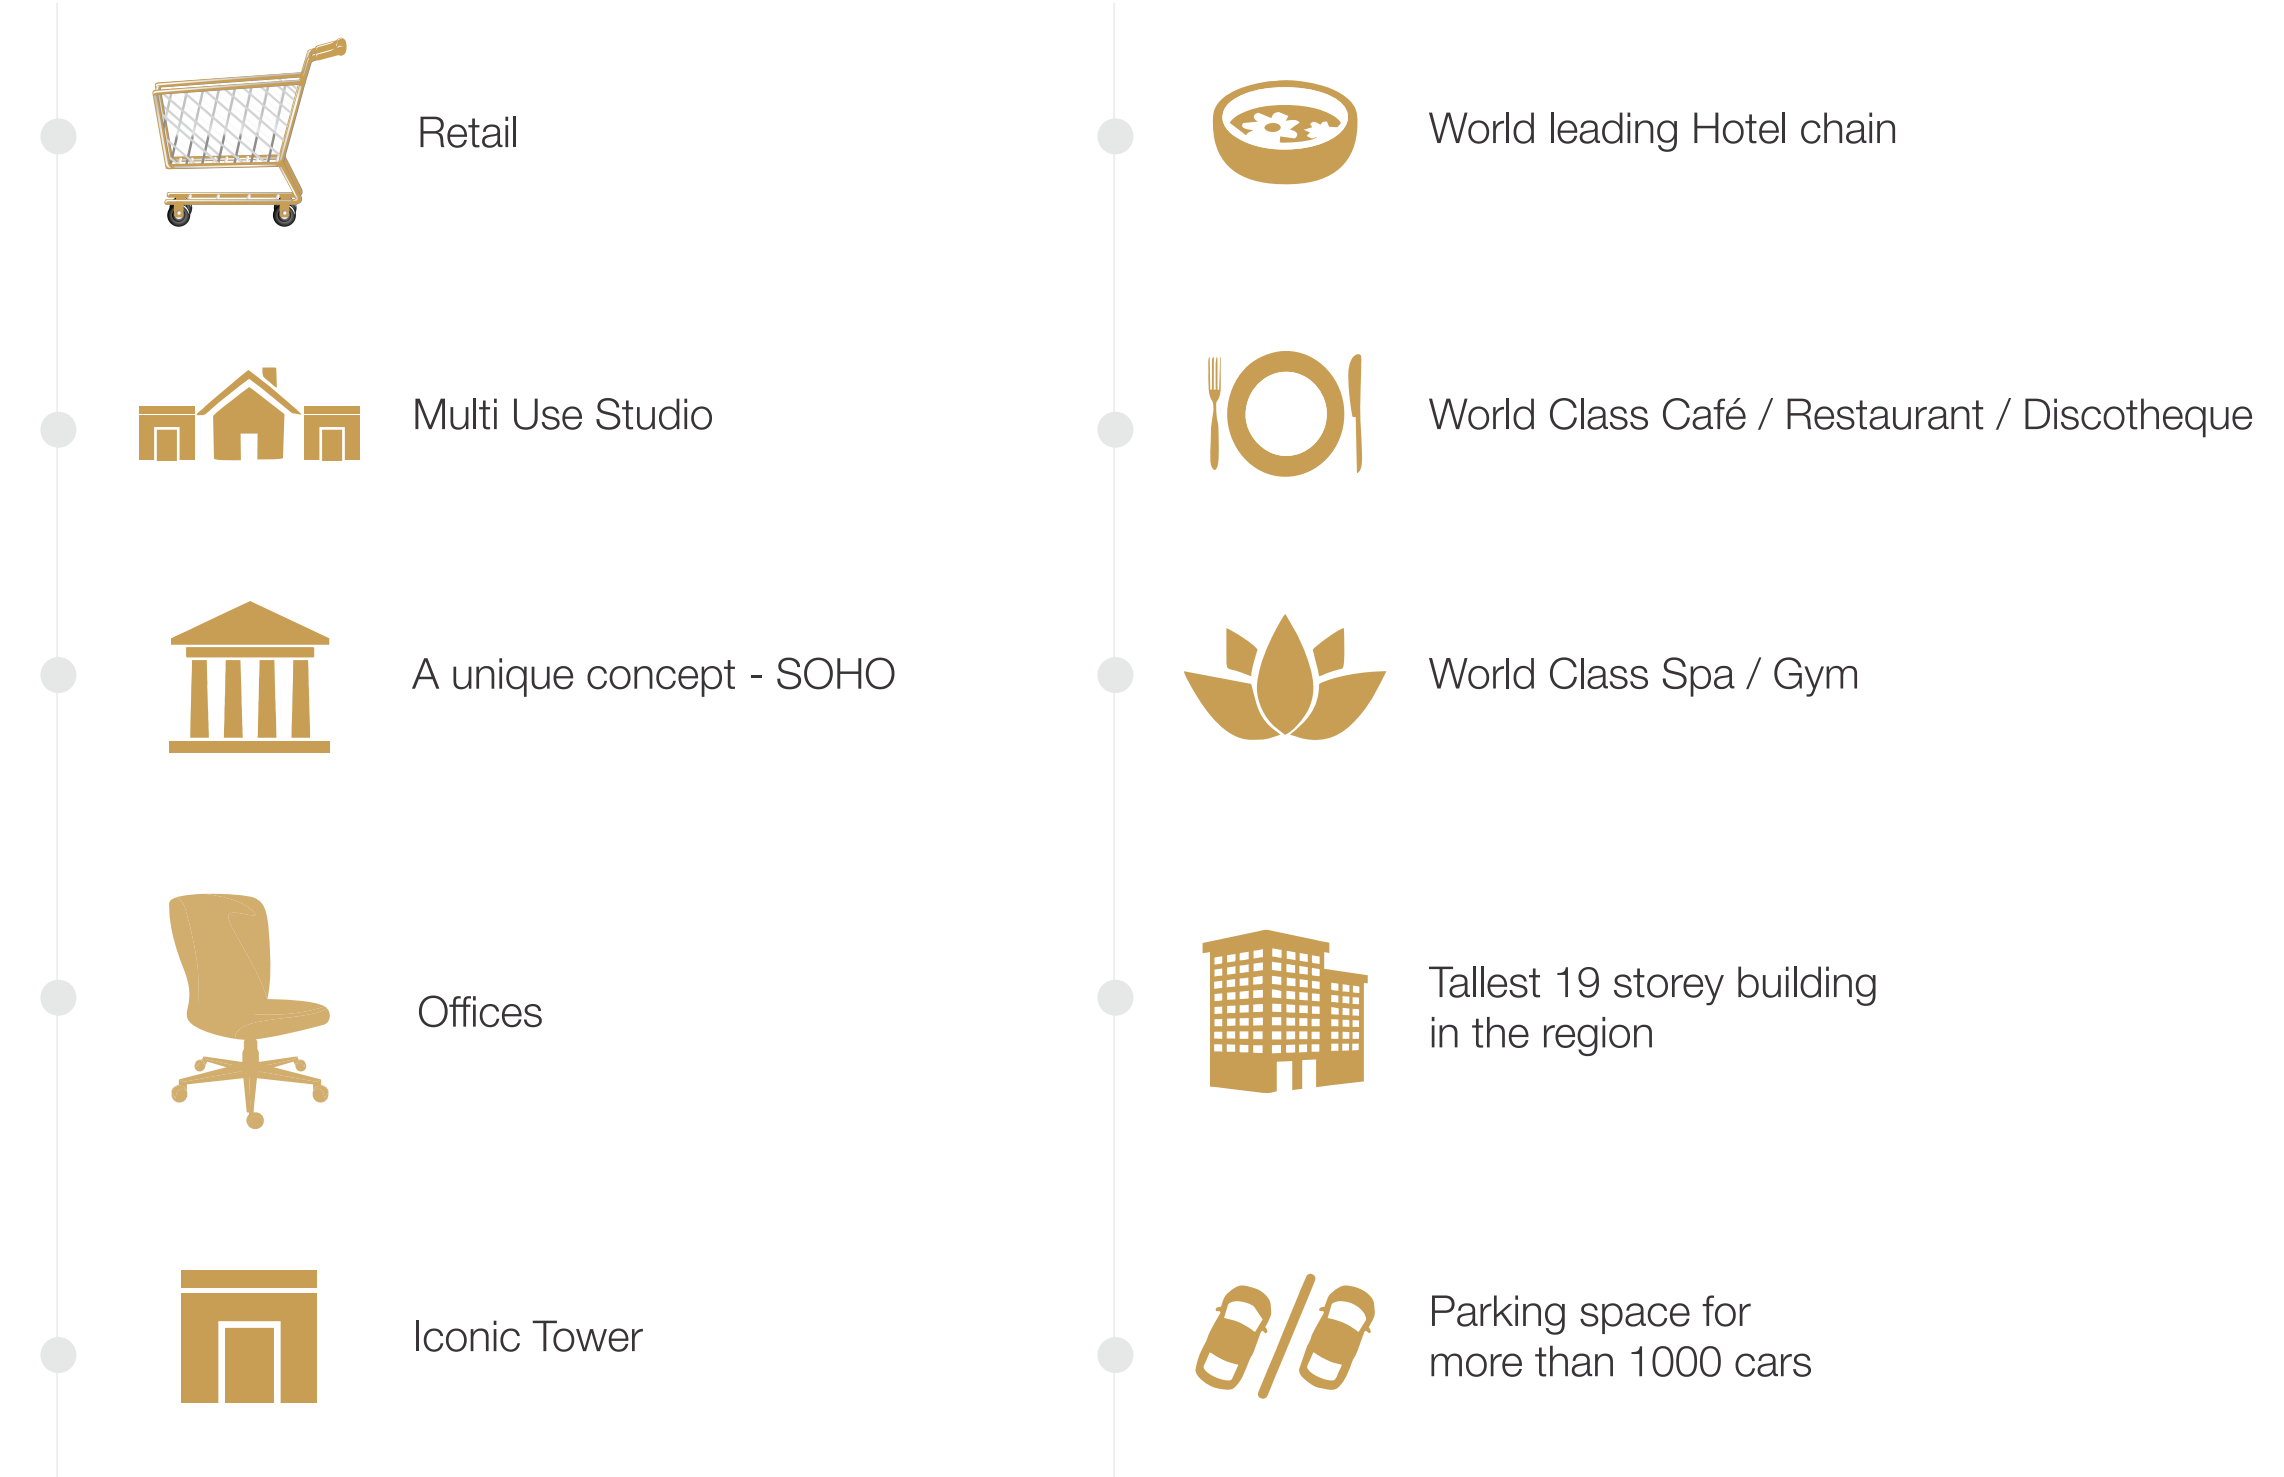 Retail
Multi Use Studio
A unique concept - SOHO
Offices
Iconic Tower
World leading Hotel chain
World Class Café / Restaurant / Discotheque
World Class Spa / Gym
Tallest 19 storey building
in the region
Parking space for
more than 1000 cars